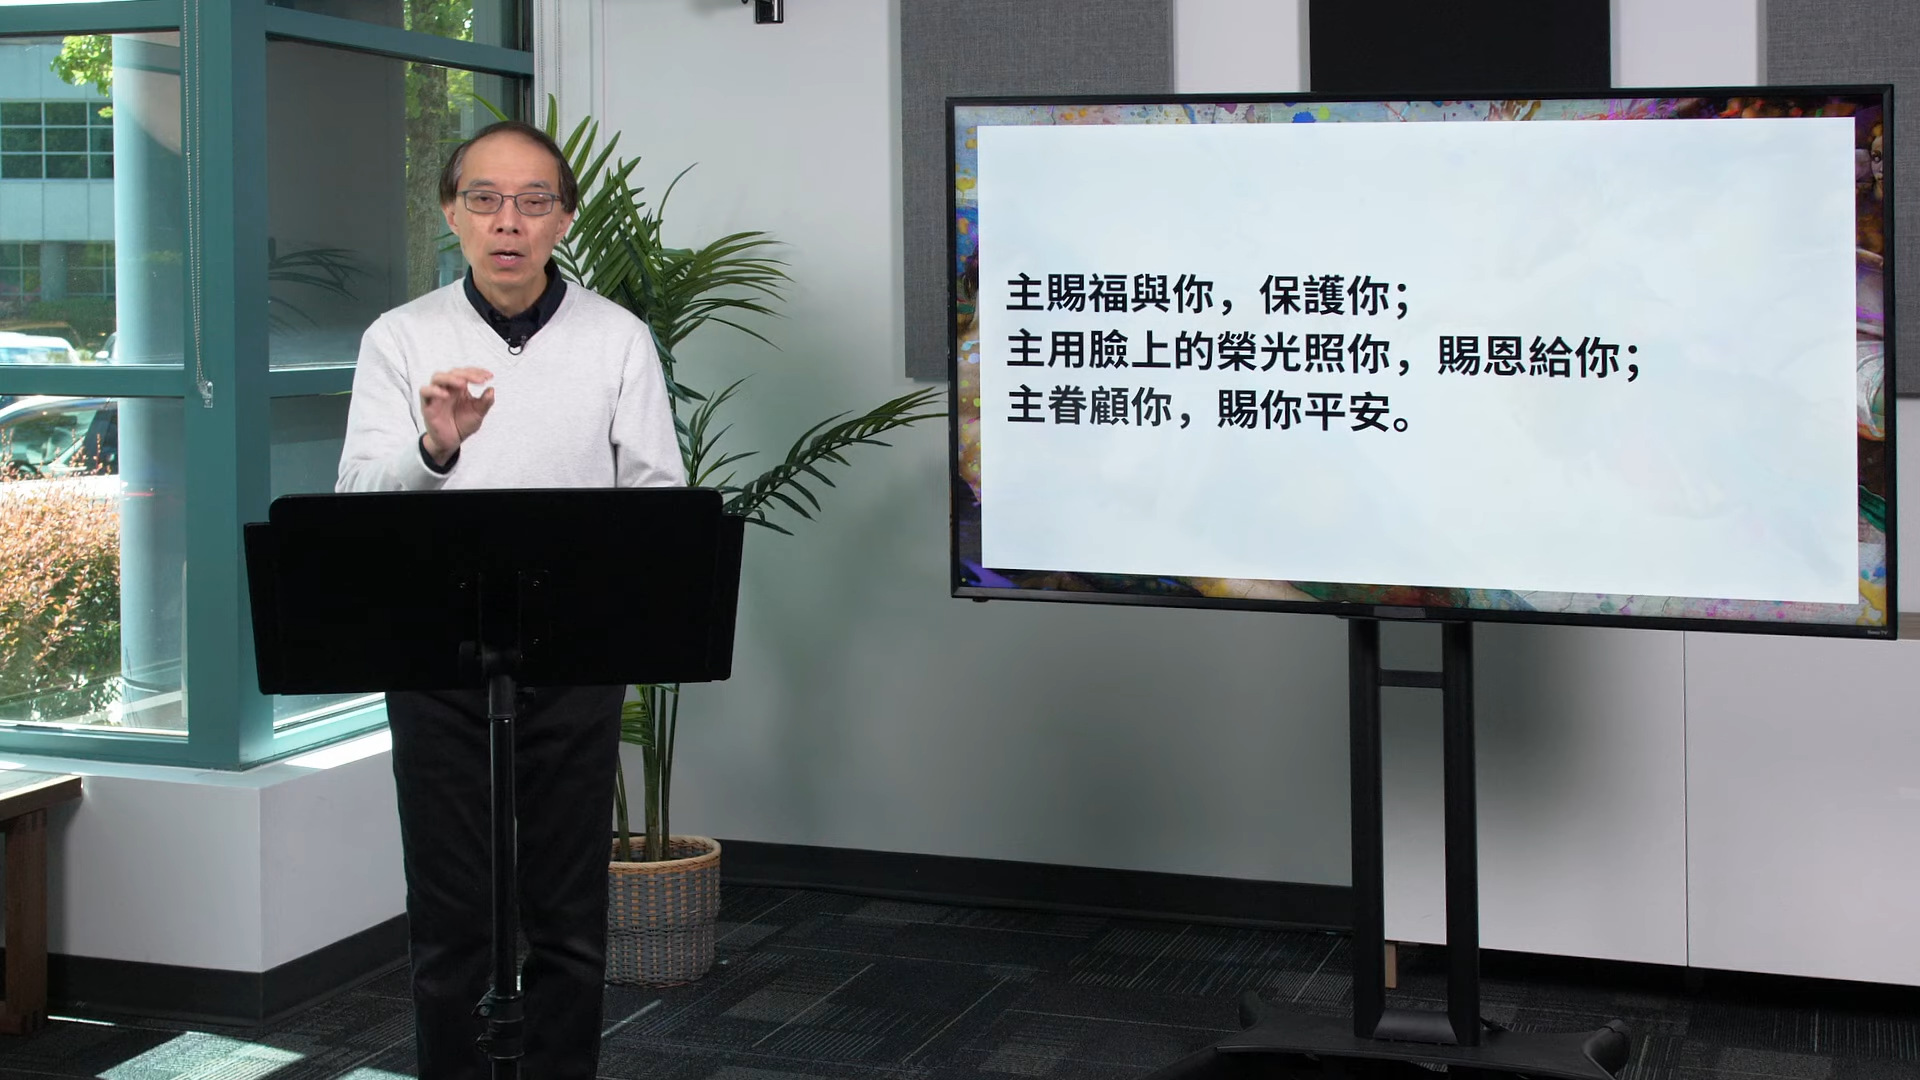 主賜福與你，保護你；
主用臉上的榮光照你，賜恩給你；
主眷顧你，賜你平安。